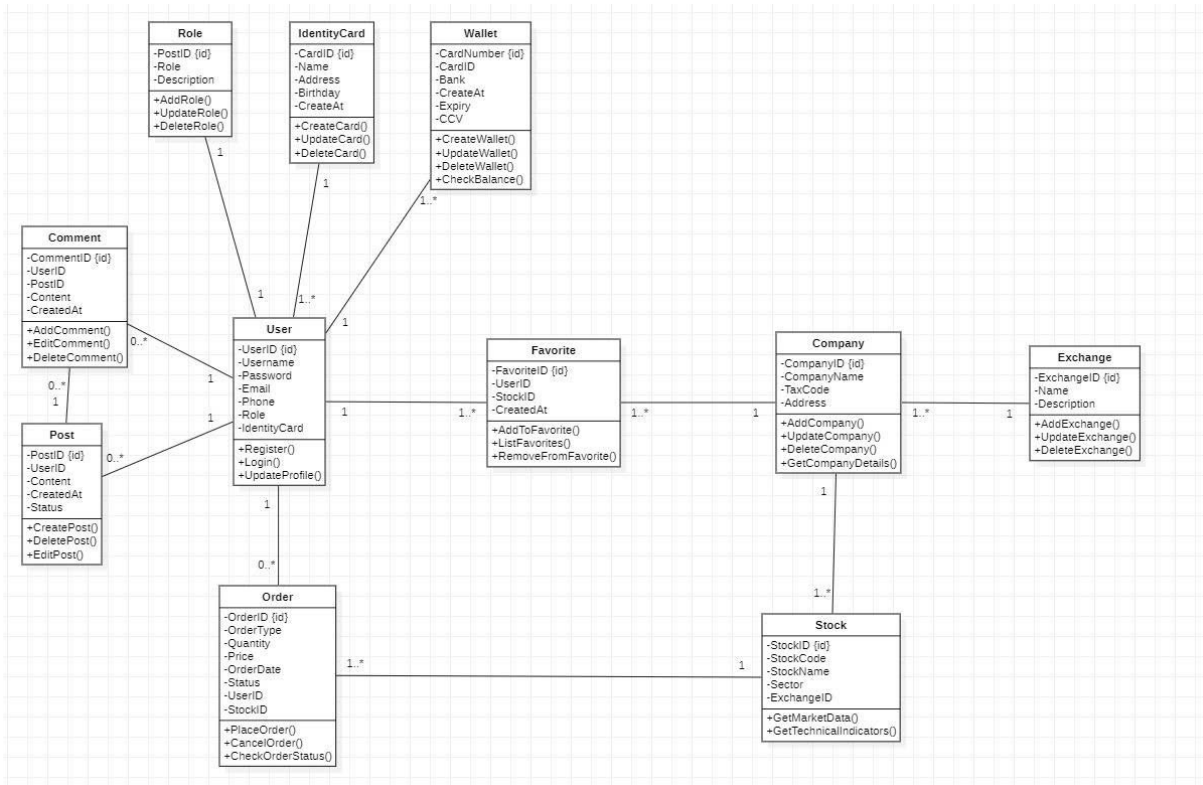 Role
-PostID {id}
-Role
-Description
+AddRole()
+UpdateRole()
+DeleteRole()
1
1
IdentityCard
-CardID {id}
-Name
-Address
-Birthday
-CreateAt
+CreateCard()
+UpdateCard()
+DeleteCard()
1
1..*
Wallet
-CardNumber {id}
-CardID
-Bank
-CreateAt
-Expiry
-CCV
+CreateWallet()
+UpdateWallet()
+DeleteWallet()
+CheckBalance()
1..*
1
Comment
-CommentID {id}
-UserID
-PostID
-Content
-CreatedAt
+AddComment()
+EditComment()
+DeleteComment()
0..*
1
0..*
1
Post
-PostID {id}
-UserID
-Content
-CreatedAt
-Status
+CreatePost()
+DeletePost()
+EditPost()
0..*
1
User
-UserID {id}
-Username
-Password
-Email
-Phone
-Role
-IdentityCard
+Register()
+Login()
+UpdateProfile()
1
1..*
1
0..*
Favorite
-FavoriteID {id}
-UserID
-StockID
-CreatedAt
+AddToFavorite()
+ListFavorites()
+RemoveFromFavorite()
1..*
1
Company
-CompanyID {id}
-CompanyName
-TaxCode
-Address
+AddCompany()
+UpdateCompany()
+DeleteCompany()
+GetCompanyDetails()
1..*
1
1
1..*
Exchange
-ExchangeID {id}
-Name
-Description
+AddExchange()
+UpdateExchange()
+DeleteExchange()
Order
-OrderID {id}
-OrderType
-Quantity
-Price
-OrderDate
-Status
-UserID
-StockID
+PlaceOrder()
+CancelOrder()
+CheckOrderStatus()
1..*
1
Stock
-StockID {id}
-StockCode
-StockName
-Sector
-ExchangeID
+GetMarketData()
+GetTechnicalIndicators()